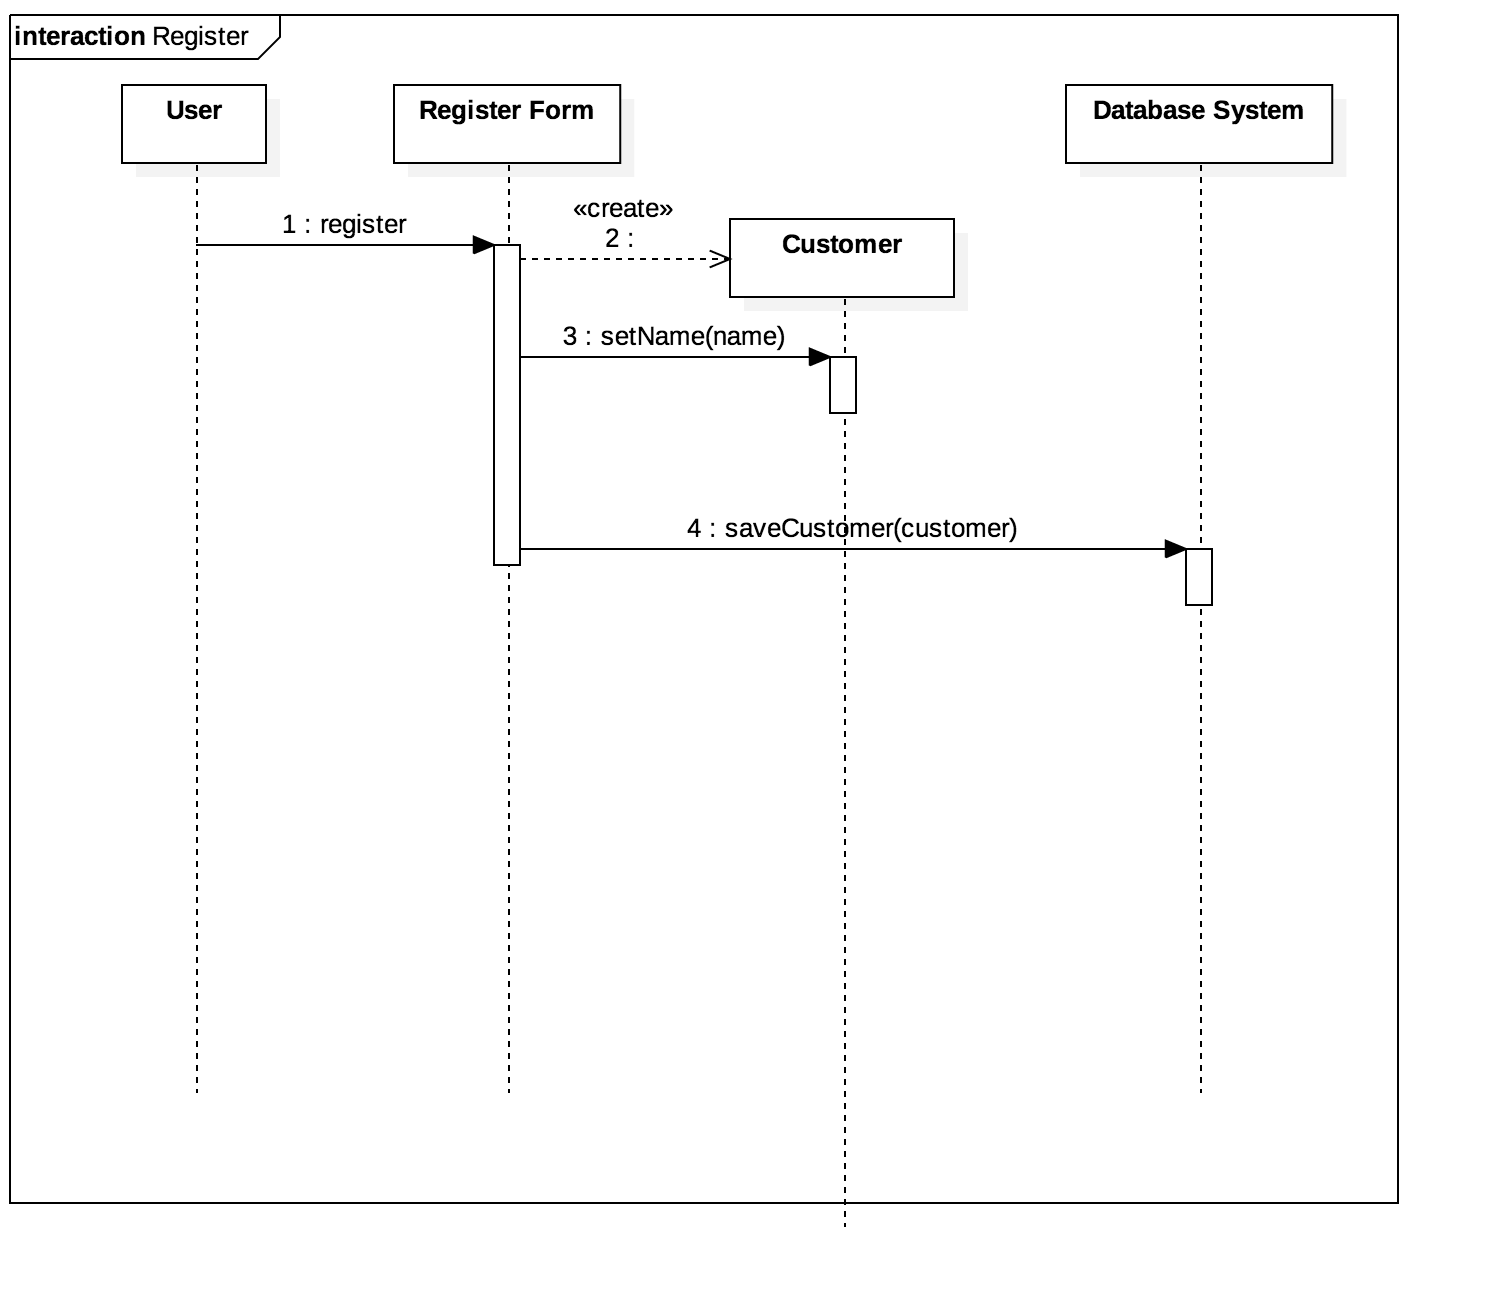 interaction Register
User
Register Form
Database System
«create»
1 : register
2 :
Customer
3 : setName(name)
4 : saveCustomer(customer)